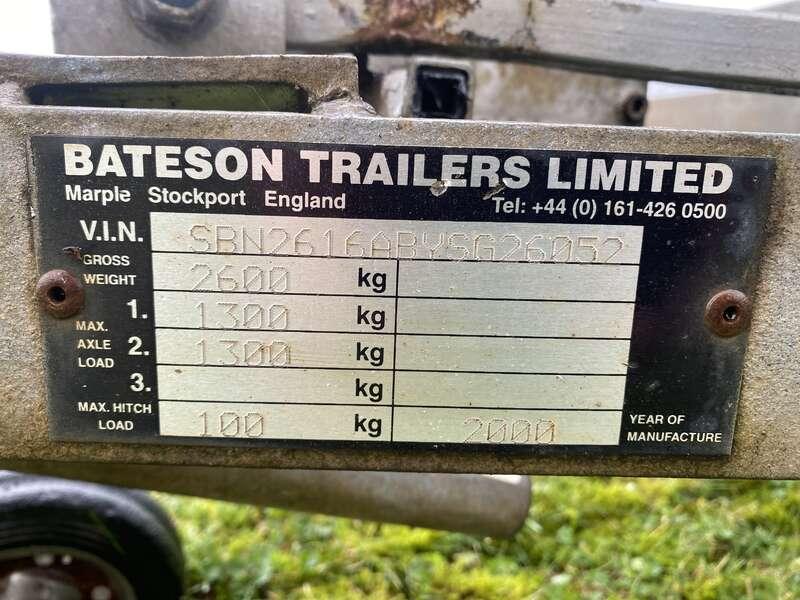 BATESON TRAILERS LIMITED
Marple Stockport England Tel: +44 (0) 161-426 0500
V.I.N. SBN2616ABYSG26052
GROSS WEIGHT 2600 kg
MAX. AXLE LOAD
1. 1300 kg
2. 1300 kg
3. kg
MAX. HITCH LOAD 100 kg 2000 YEAR OF MANUFACTURE